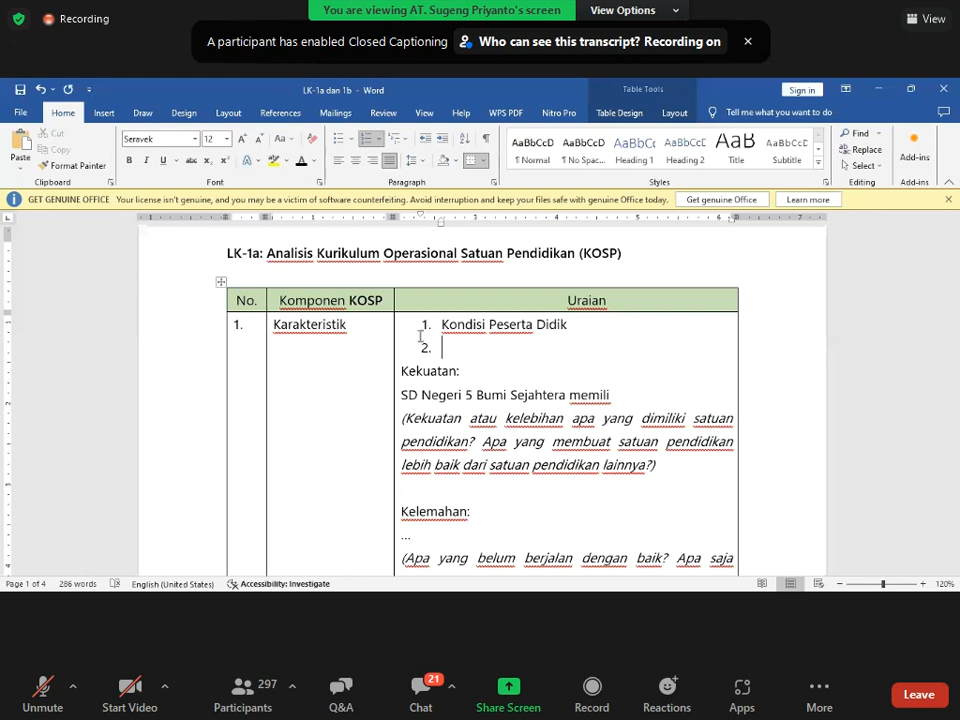 You are viewing AT. Sugeng Priyanto's screen
View Options
Recording
View
A participant has enabled Closed Captioning
Who can see this transcript? Recording on
LK-1a dan 1b - Word
Table Tools
Sign in
File Home Insert Draw Design Layout References Mailings Review View Help WPS PDF Nitro Pro Table Design Layout Tell me what you want to do
Paste
Cut
Copy
Format Painter
Clipboard
Seravek
12
Font
Paragraph
AaBbCcC ¶ Normal
AaBbCcC ¶ No Spac...
AaBbCc Heading 1
AaBbCcC Heading 2
AaB Title
AaBbCcC Subtitle
Styles
Find
Replace
Select
Editing
Add-ins
Add-ins
GET GENUINE OFFICE Your license isn't genuine, and you may be a victim of software counterfeiting. Avoid interruption and keep your files safe with genuine Office today.
Get genuine Office
Learn more
LK-1a: Analisis Kurikulum Operasional Satuan Pendidikan (KOSP)
No. Komponen KOSP Uraian
1. Karakteristik
1. Kondisi Peserta Didik
2.
Kekuatan:
SD Negeri 5 Bumi Sejahtera memili
(Kekuatan atau kelebihan apa yang dimiliki satuan
pendidikan? Apa yang membuat satuan pendidikan
lebih baik dari satuan pendidikan lainnya?)
Kelemahan:
...
(Apa yang belum berjalan dengan baik? Apa saja
Page 1 of 4 286 words English (United States) Accessibility: Investigate 120%
Unmute
Start Video
297
Participants
Q&A
21
Chat
Share Screen
Record
Reactions
Apps
More
Leave